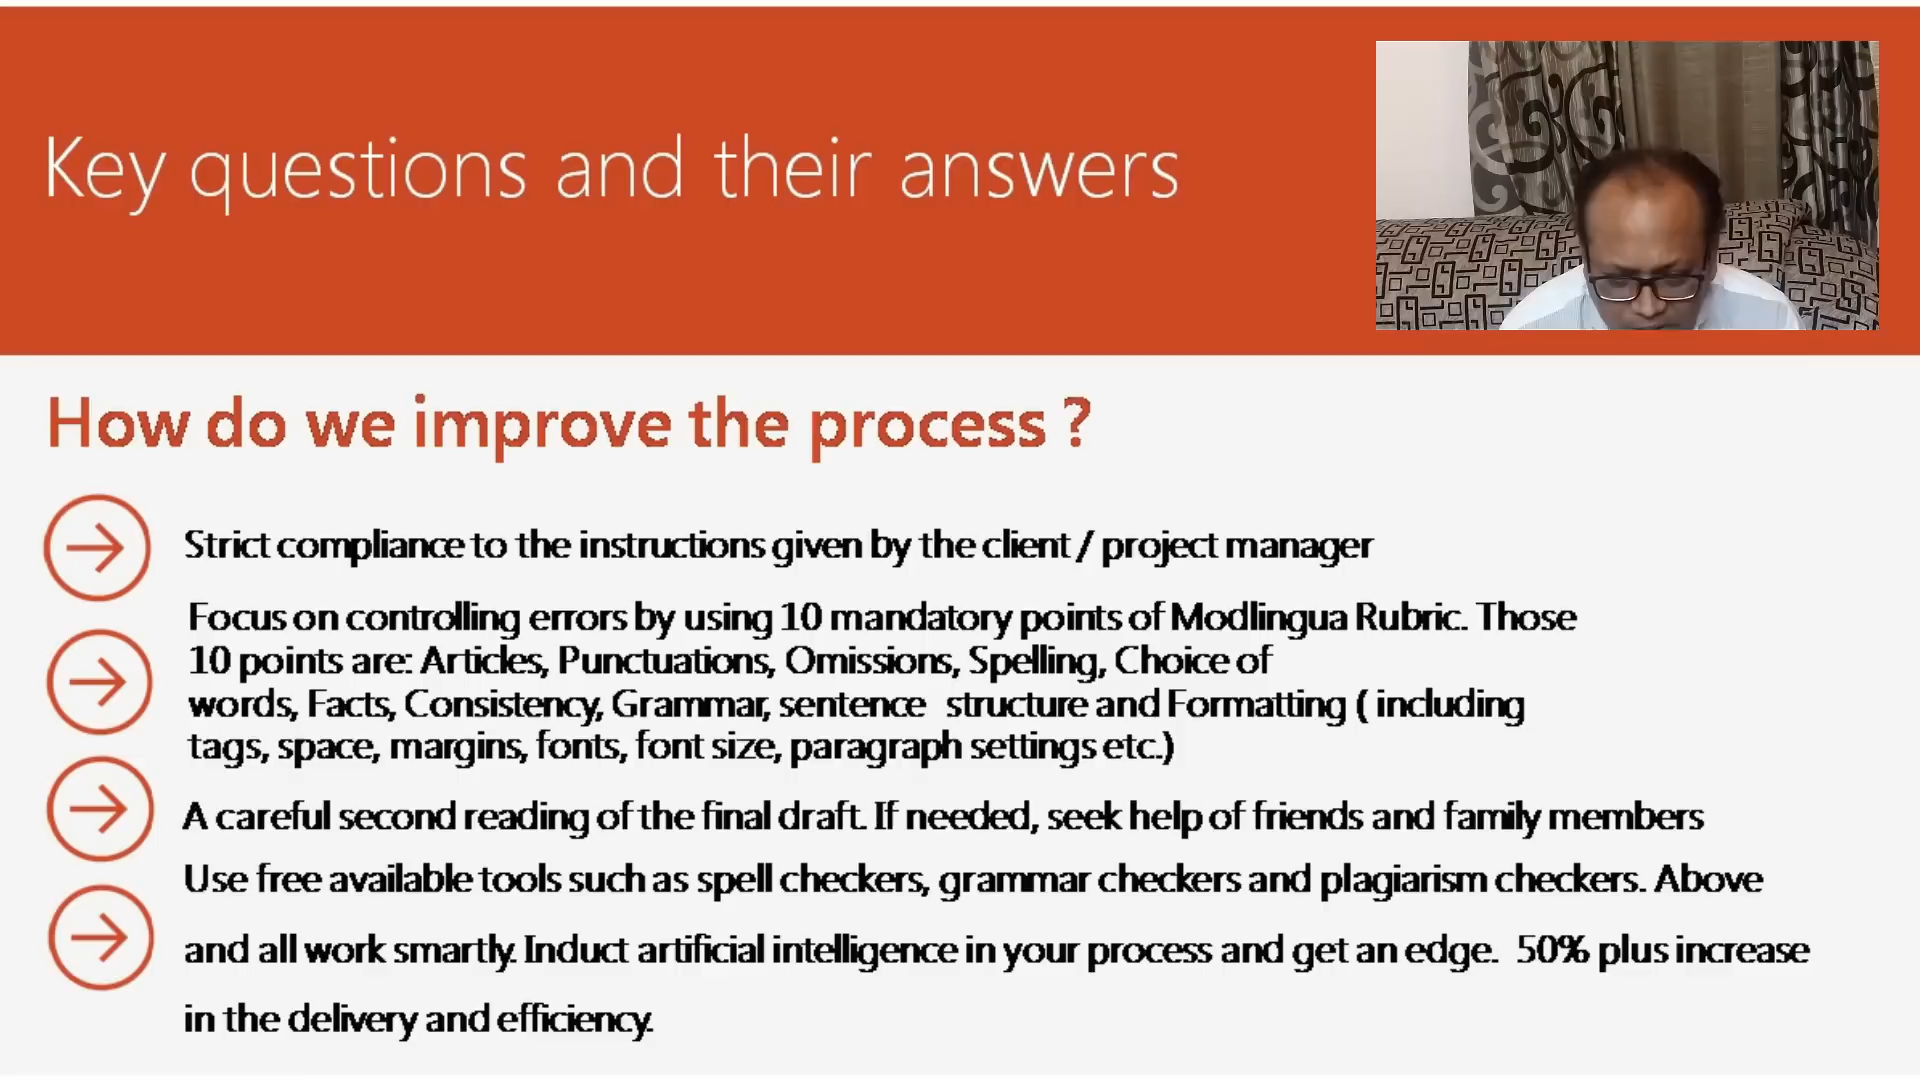 Key questions and their answers
How do we improve the process ?
Strict compliance to the instructions given by the client / project manager
Focus on controlling errors by using 10 mandatory points of Modlingua Rubric. Those
10 points are: Articles, Punctuations, Omissions, Spelling, Choice of
words, Facts, Consistency, Grammar, sentence structure and Formatting ( including
tags, space, margins, fonts, font size, paragraph settings etc.)
A careful second reading of the final draft. If needed, seek help of friends and family members
Use free available tools such as spell checkers, grammar checkers and plagiarism checkers. Above
and all work smartly. Induct artificial intelligence in your process and get an edge. 50% plus increase
in the delivery and efficiency.